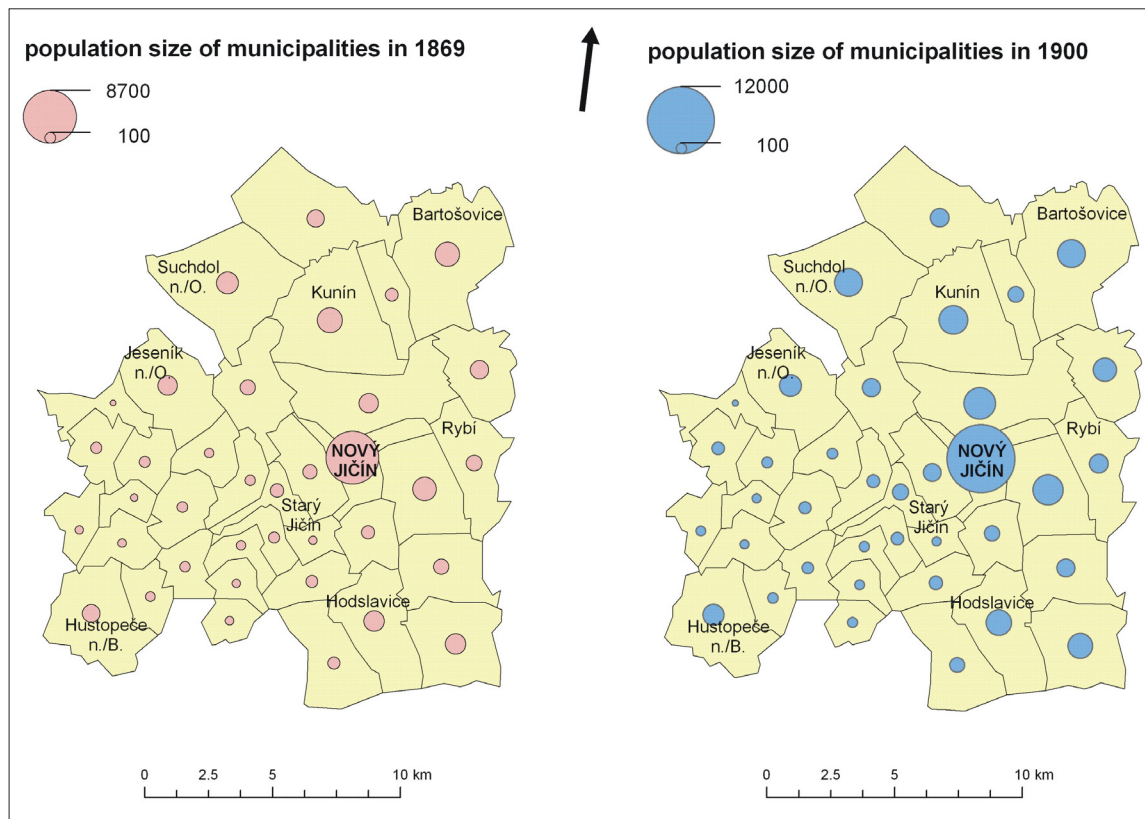 population size of municipalities in 1869
8700
100
Bartošovice
Suchdol
n./O.
Kunín
Jeseník
n./O.
Rybí
NOVÝ
JIČÍN
Starý
Jičín
Hodslavice
Hustopeče
n./B.
0 2.5 5 10 km
population size of municipalities in 1900
12000
100
Bartošovice
Suchdol
n./O.
Kunín
Jeseník
n./O.
Rybí
NOVÝ
JIČÍN
Starý
Jičín
Hodslavice
Hustopeče
n./B.
0 2.5 5 10 km